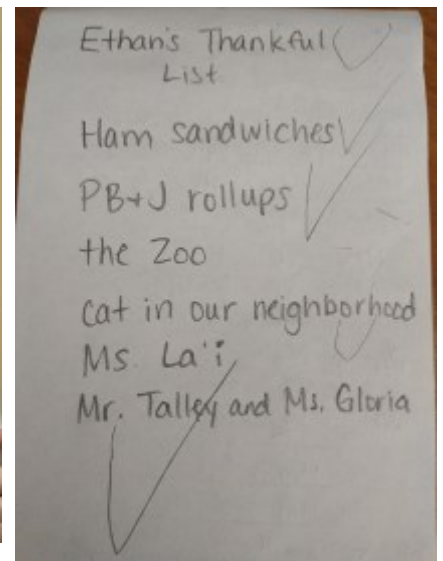 Ethan's Thankful
List
Ham sandwiches
PB+J rollups
the Zoo
cat in our neighborhood
Ms. La'i
Mr. Talley and Ms. Gloria